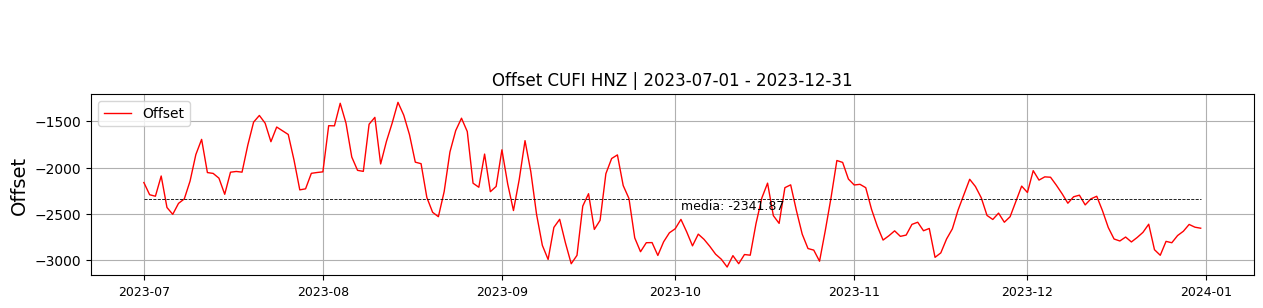 Offset CUFI HNZ | 2023-07-01 - 2023-12-31
Offset
Offset
−1500
−2000
−2500
−3000
media: -2341.87
2023-07
2023-08
2023-09
2023-10
2023-11
2023-12
2024-01